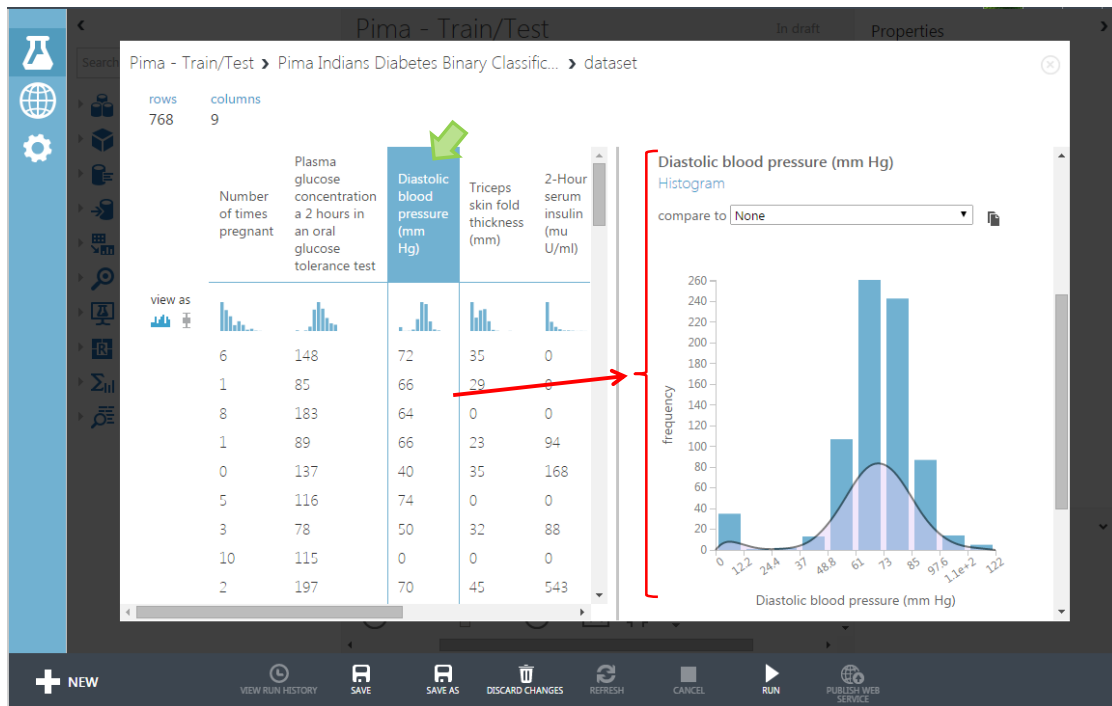 Pima - Train/Test
In draft
Properties
Search
Pima - Train/Test > Pima Indians Diabetes Binary Classific... > dataset
rows columns
768 9
Number
of times
pregnant
Plasma
glucose
concentration
a 2 hours in
an oral
glucose
tolerance test
Diastolic
blood
pressure
(mm
Hg)
Triceps
skin fold
thickness
(mm)
2-Hour
serum
insulin
(mu
U/ml)
view as
6 148 72 35 0
1 85 66 29 0
8 183 64 0 0
1 89 66 23 94
0 137 40 35 168
5 116 74 0 0
3 78 50 32 88
10 115 0 0 0
2 197 70 45 543
Diastolic blood pressure (mm Hg)
Histogram
compare to None
260
240
220
200
180
160
140
120
100
80
60
40
20
0
frequency
0 12.2 24.4 37 48.8 61 73 85 97.6 1.1e+2 122
Diastolic blood pressure (mm Hg)
NEW
VIEW RUN HISTORY
SAVE
SAVE AS
DISCARD CHANGES
REFRESH
CANCEL
RUN
PUBLISH WEB
SERVICE